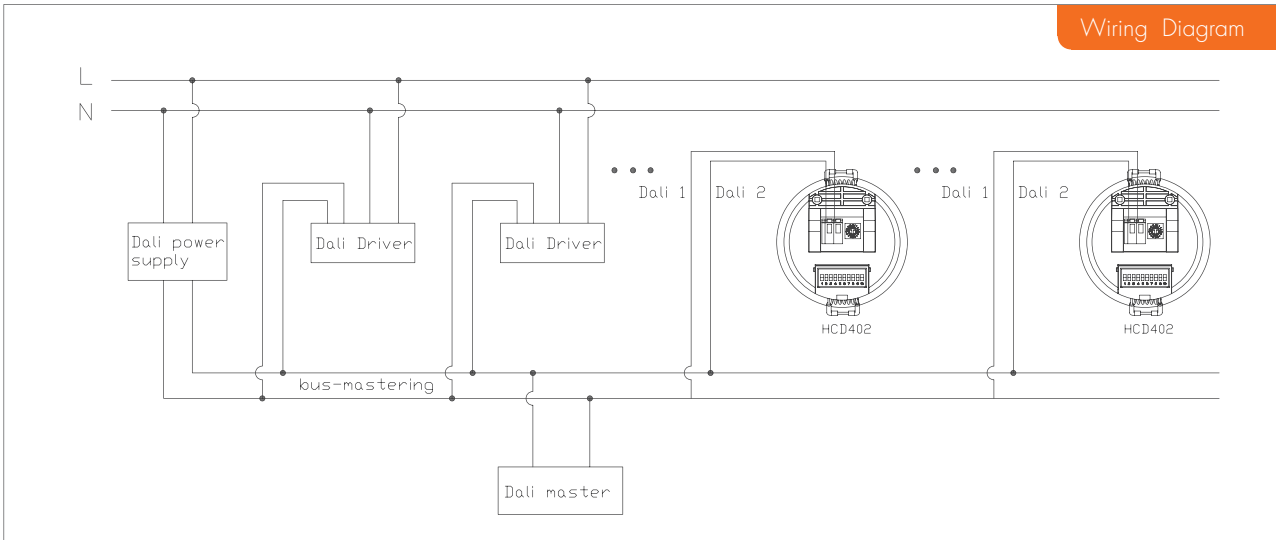 Wiring Diagram
L
N
Dali 1
Dali 2
Dali 1
Dali 2
Dali power
supply
Dali Driver
Dali Driver
HCD402
HCD402
bus-mastering
Dali master